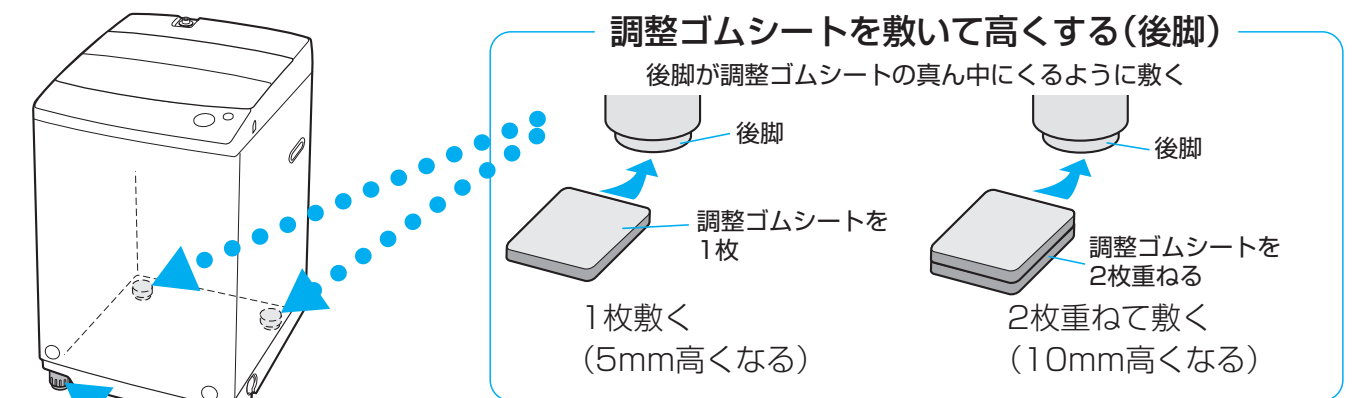 調整ゴムシートを敷いて高くする(後脚)
後脚が調整ゴムシートの真ん中にくるように敷く
後脚
調整ゴムシートを
1枚
1枚敷く
(5mm高くなる)
後脚
調整ゴムシートを
2枚重ねる
2枚重ねて敷く
(10mm高くなる)